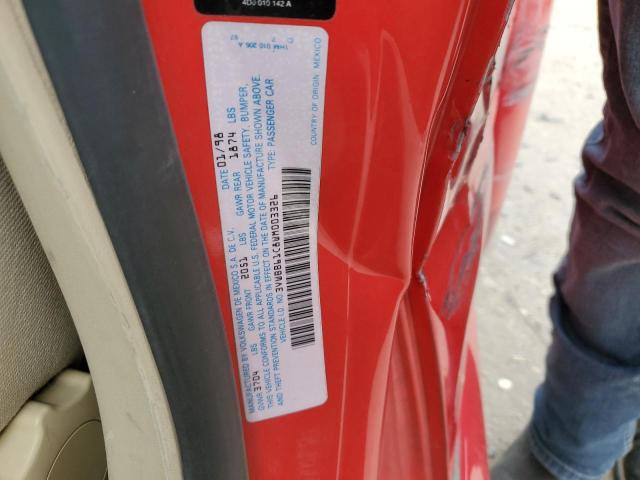 4D0 010 142 A
MANUFACTURED BY VOLKSWAGEN DE MEXICO S.A. DE C.V. DATE 01/98
GVWR 3704 LBS GAWR FRONT 2051 LBS GAWR REAR 1874 LBS
THIS VEHICLE CONFORMS TO ALL APPLICABLE U.S. FEDERAL MOTOR VEHICLE SAFETY, BUMPER,
AND THEFT PREVENTION STANDARDS IN EFFECT ON THE DATE OF MANUFACTURE SHOWN ABOVE.
VEHICLE I.D. NO. 3VWBB61C8WM003326 TYPE: PASSENGER CAR
1HM 010 206 A
COUNTRY OF ORIGIN MEXICO